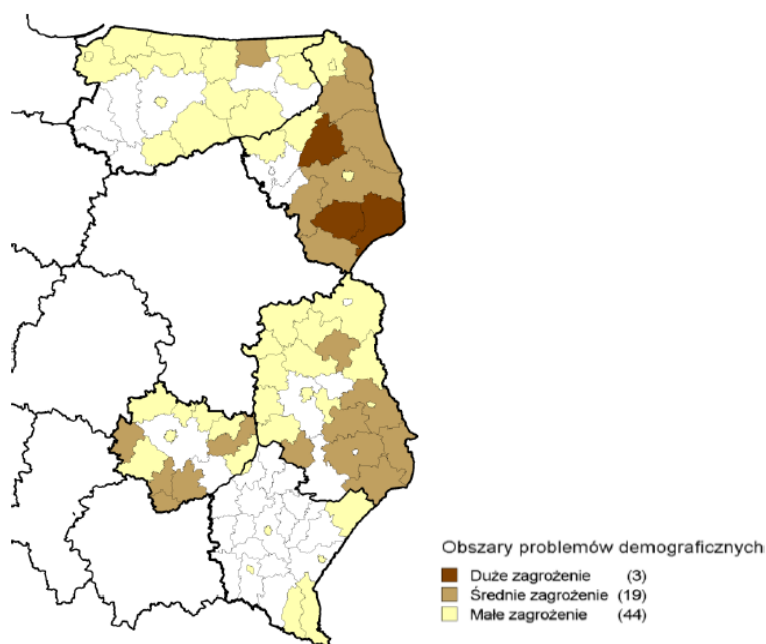 Obszary problemów demograficznych
Duże zagrożenie (3)
Średnie zagrożenie (19)
Małe zagrożenie (44)